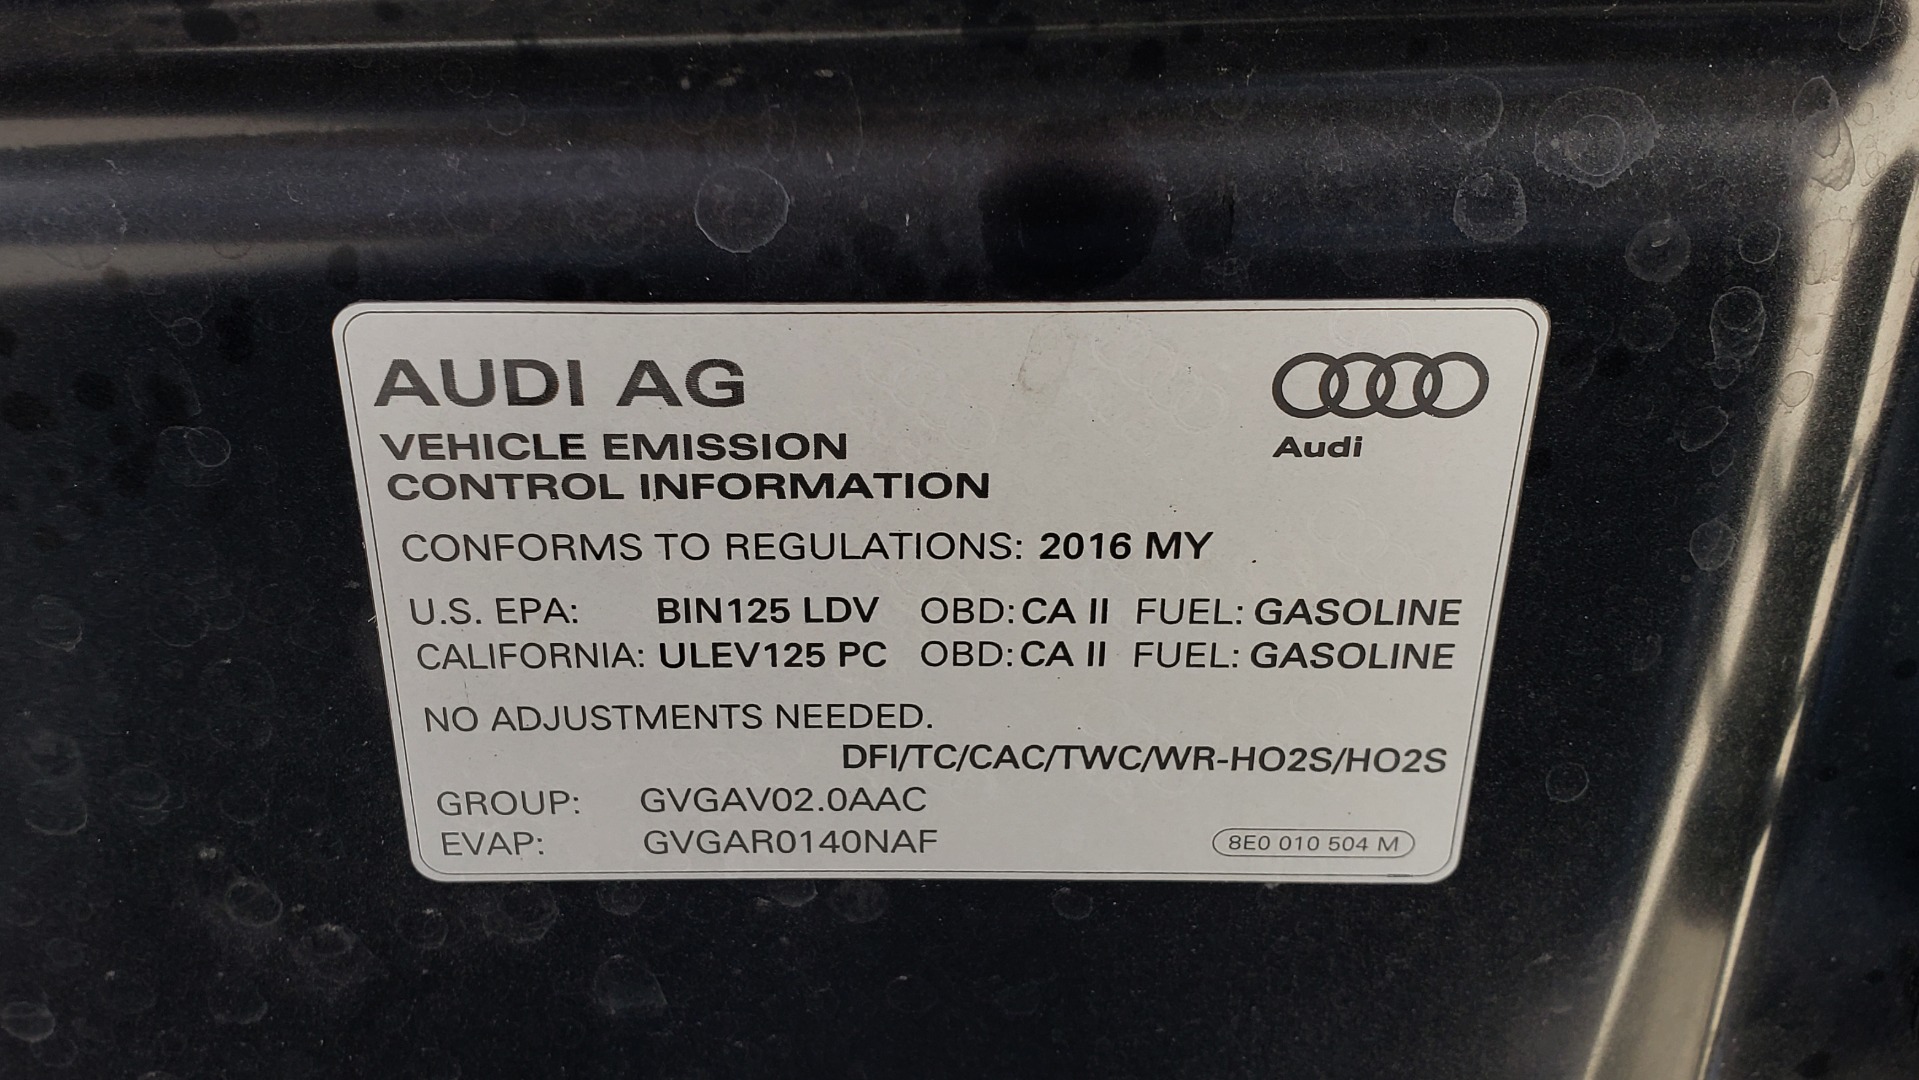 AUDI AG
Audi
VEHICLE EMISSION
CONTROL INFORMATION
CONFORMS TO REGULATIONS: 2016 MY
U.S. EPA: BIN125 LDV OBD: CA II FUEL: GASOLINE
CALIFORNIA: ULEV125 PC OBD: CA II FUEL: GASOLINE
NO ADJUSTMENTS NEEDED.
DFI/TC/CAC/TWC/WR-HO2S/HO2S
GROUP: GVGAV02.0AAC
EVAP: GVGAR0140NAF
8E0 010 504 M